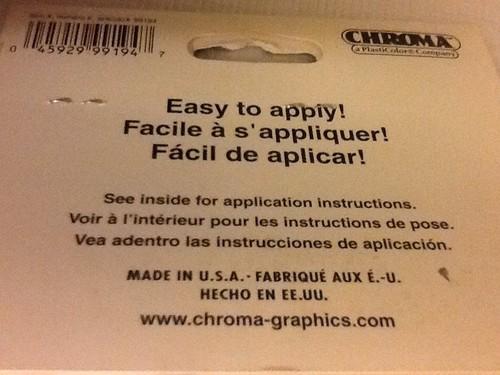 0 45929 99194 7
CHROMA
a PlastiColor® Company
Easy to apply!
Facile à s'appliquer!
Fácil de aplicar!
See inside for application instructions.
Voir à l'intérieur pour les instructions de pose.
Vea adentro las instrucciones de aplicación.
MADE IN U.S.A. - FABRIQUÉ AUX É.-U.
HECHO EN EE.UU.
www.chroma-graphics.com